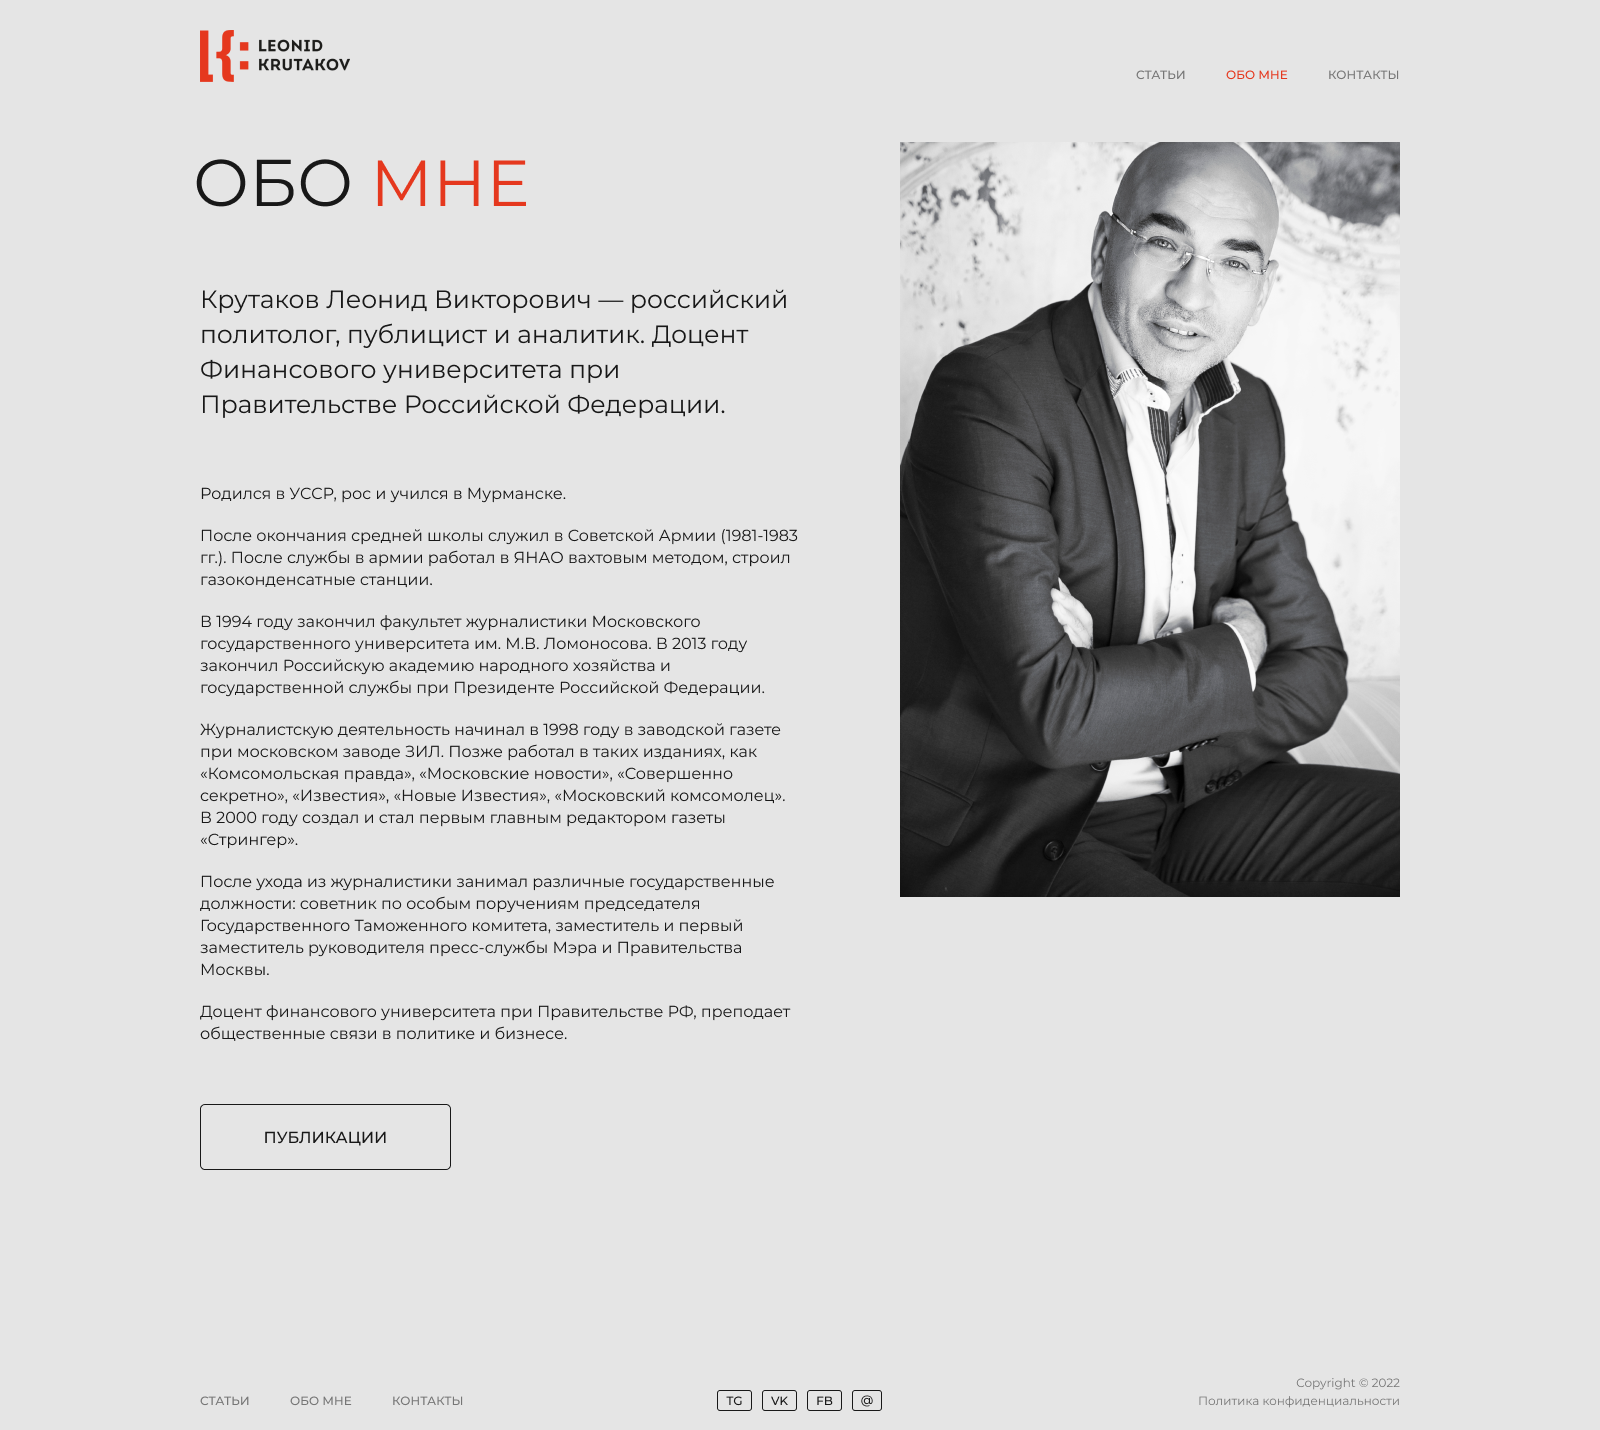 LEONID
KRUTAKOV
СТАТЬИ
ОБО МНЕ
КОНТАКТЫ
ОБО МНЕ
Крутаков Леонид Викторович — российский
политолог, публицист и аналитик. Доцент
Финансового университета при
Правительстве Российской Федерации.
Родился в УССР, рос и учился в Мурманске.
После окончания средней школы служил в Советской Армии (1981-1983
гг.). После службы в армии работал в ЯНАО вахтовым методом, строил
газоконденсатные станции.
В 1994 году закончил факультет журналистики Московского
государственного университета им. М.В. Ломоносова. В 2013 году
закончил Российскую академию народного хозяйства и
государственной службы при Президенте Российской Федерации.
Журналистскую деятельность начинал в 1998 году в заводской газете
при московском заводе ЗИЛ. Позже работал в таких изданиях, как
«Комсомольская правда», «Московские новости», «Совершенно
секретно», «Известия», «Новые Известия», «Московский комсомолец».
В 2000 году создал и стал первым главным редактором газеты
«Стрингер».
После ухода из журналистики занимал различные государственные
должности: советник по особым поручениям председателя
Государственного Таможенного комитета, заместитель и первый
заместитель руководителя пресс-службы Мэра и Правительства
Москвы.
Доцент финансового университета при Правительстве РФ, преподает
общественные связи в политике и бизнесе.
ПУБЛИКАЦИИ
СТАТЬИ
ОБО МНЕ
КОНТАКТЫ
TG
VK
FB
@
Copyright © 2022
Политика конфиденциальности